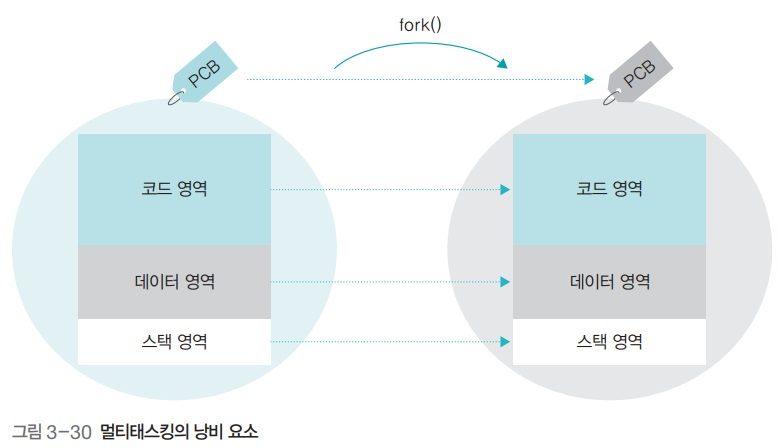 fork()
PCB
PCB
코드 영역
코드 영역
데이터 영역
데이터 영역
스택 영역
스택 영역
그림 3-30 멀티태스킹의 낭비 요소